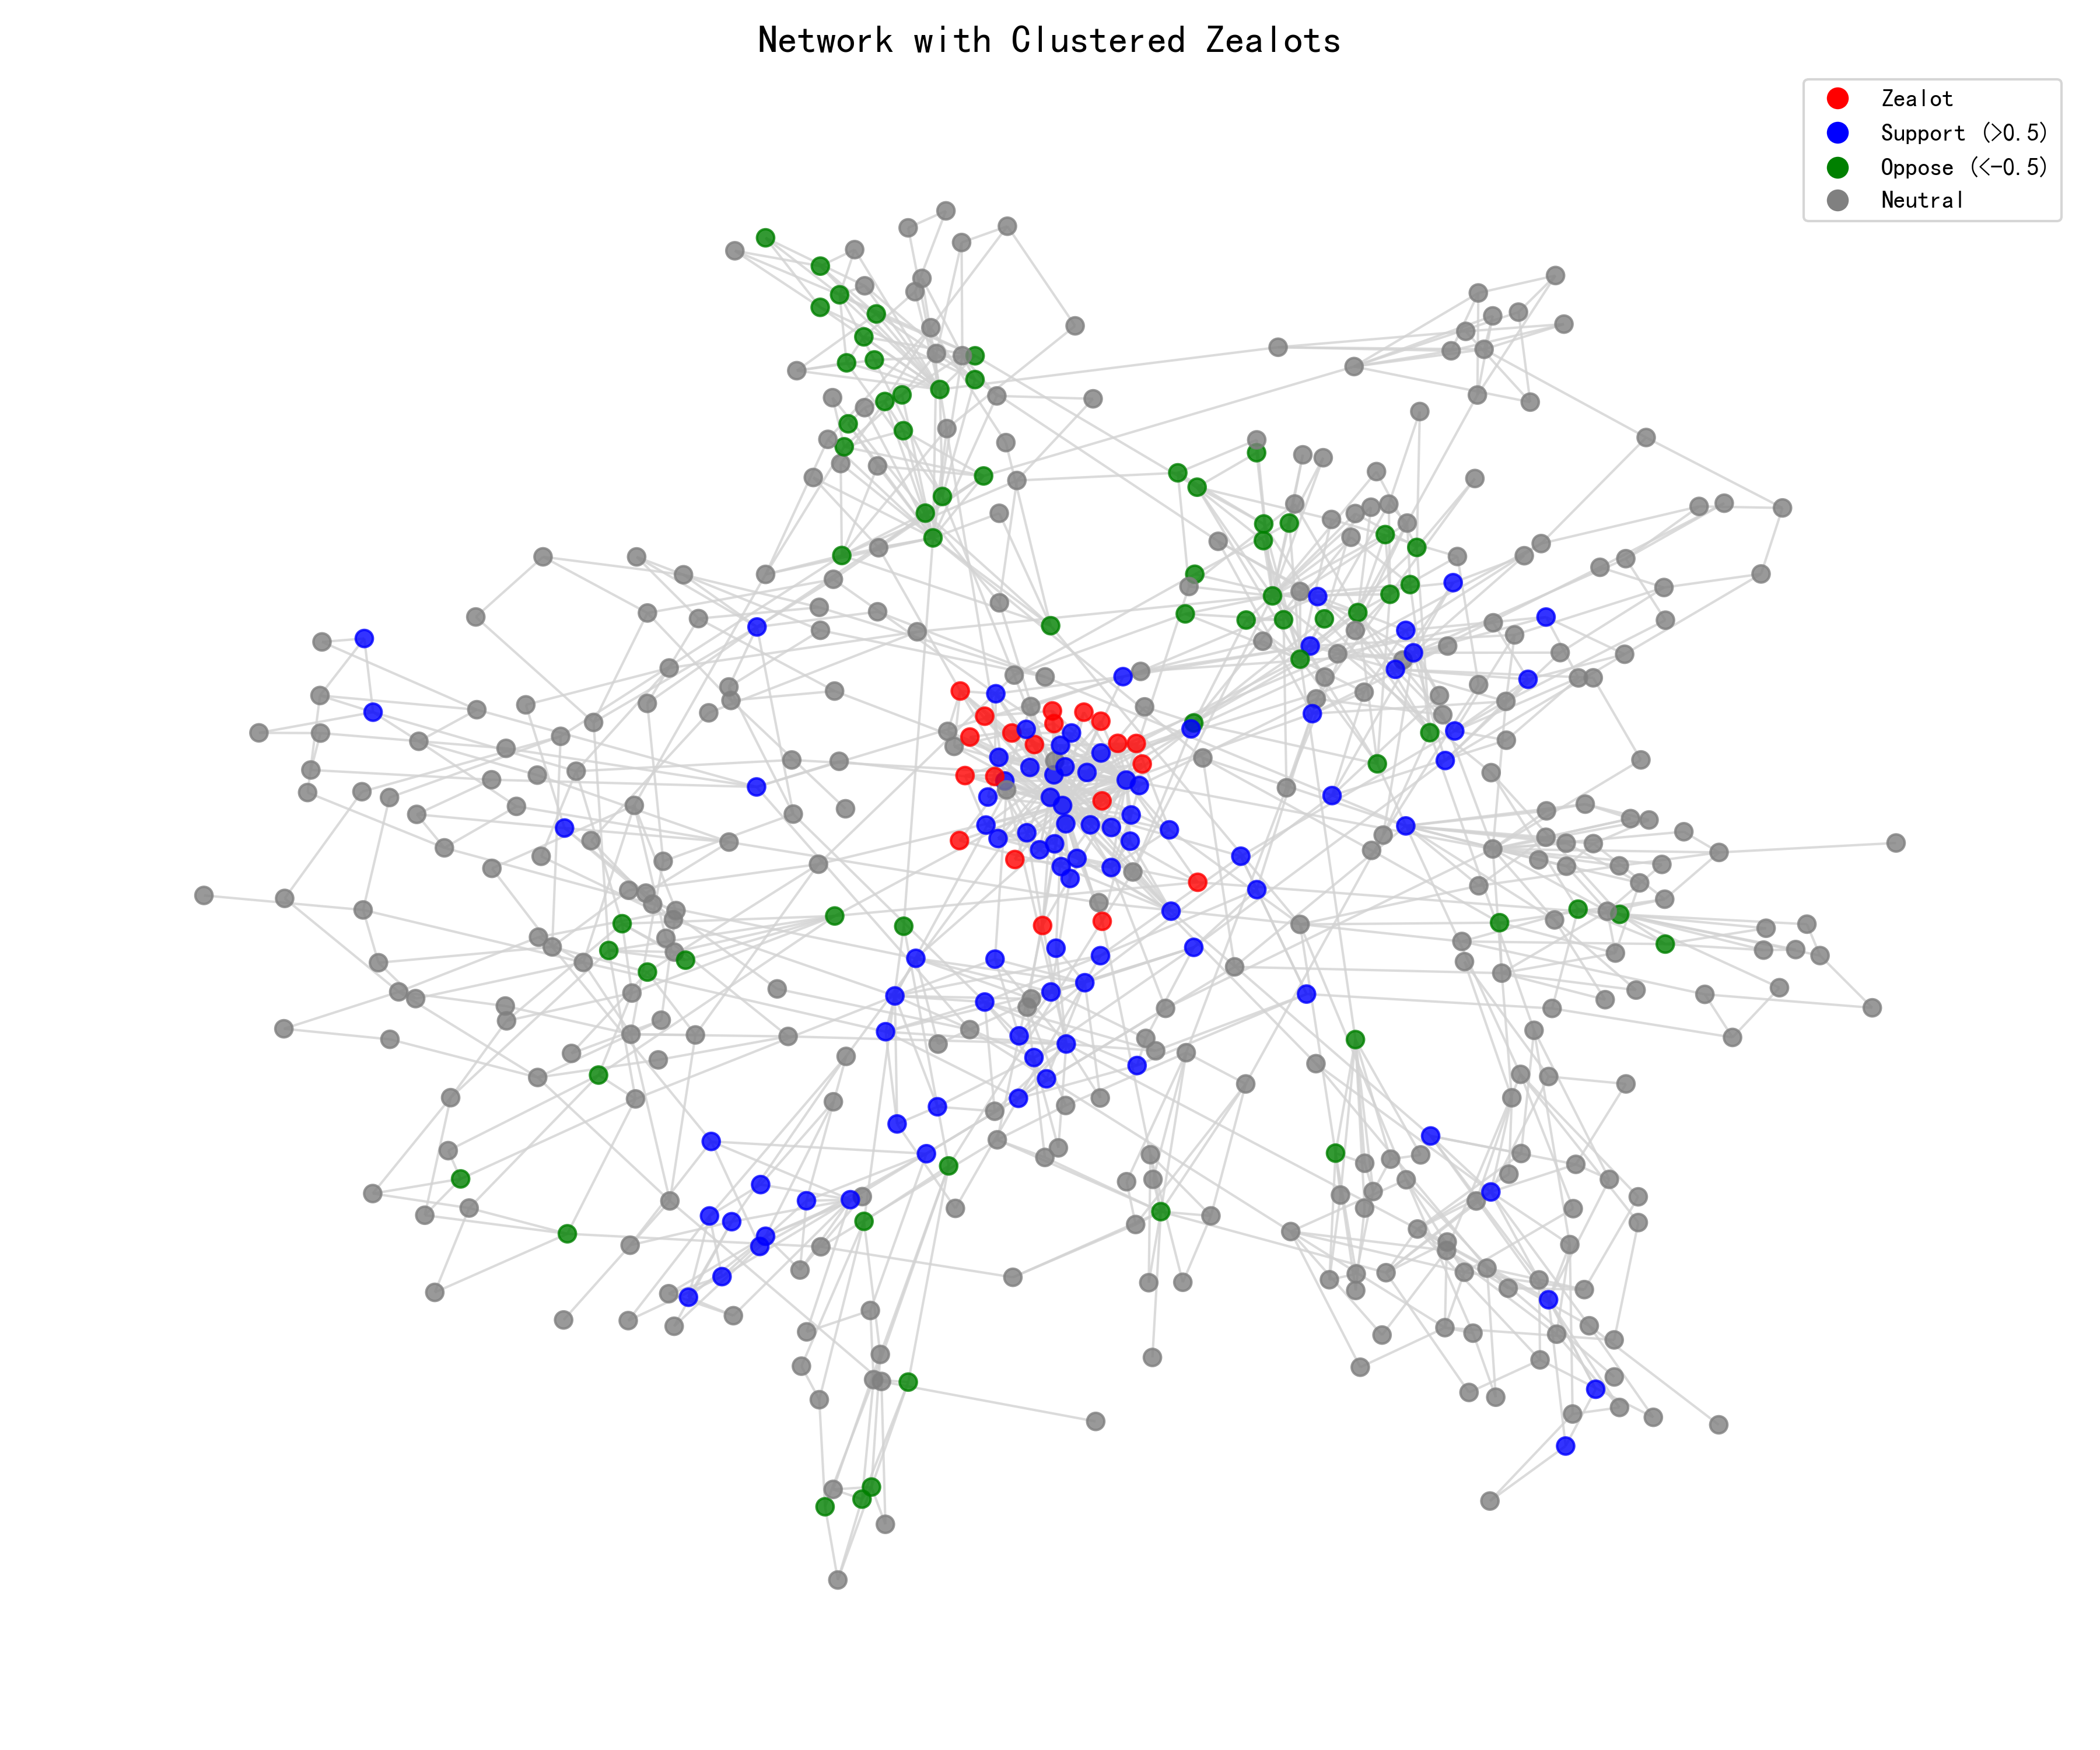 Network with Clustered Zealots
Zealot
Support (>0.5)
Oppose (<-0.5)
Neutral